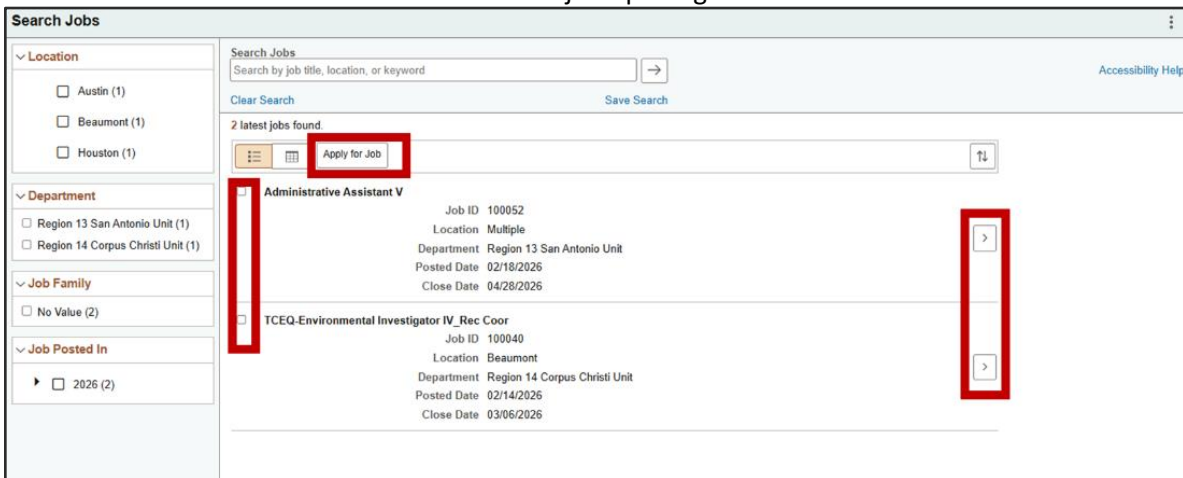 Search Jobs
Location
Austin (1)
Beaumont (1)
Houston (1)
Department
Region 13 San Antonio Unit (1)
Region 14 Corpus Christi Unit (1)
Job Family
No Value (2)
Job Posted In
2026 (2)
Search Jobs
Search by job title, location, or keyword
Accessibility Help
Clear Search Save Search
2 latest jobs found.
Apply for Job
Administrative Assistant V
Job ID 100052
Location Multiple
Department Region 13 San Antonio Unit
Posted Date 02/18/2026
Close Date 04/28/2026
TCEQ-Environmental Investigator IV_Rec Coor
Job ID 100040
Location Beaumont
Department Region 14 Corpus Christi Unit
Posted Date 02/14/2026
Close Date 03/06/2026